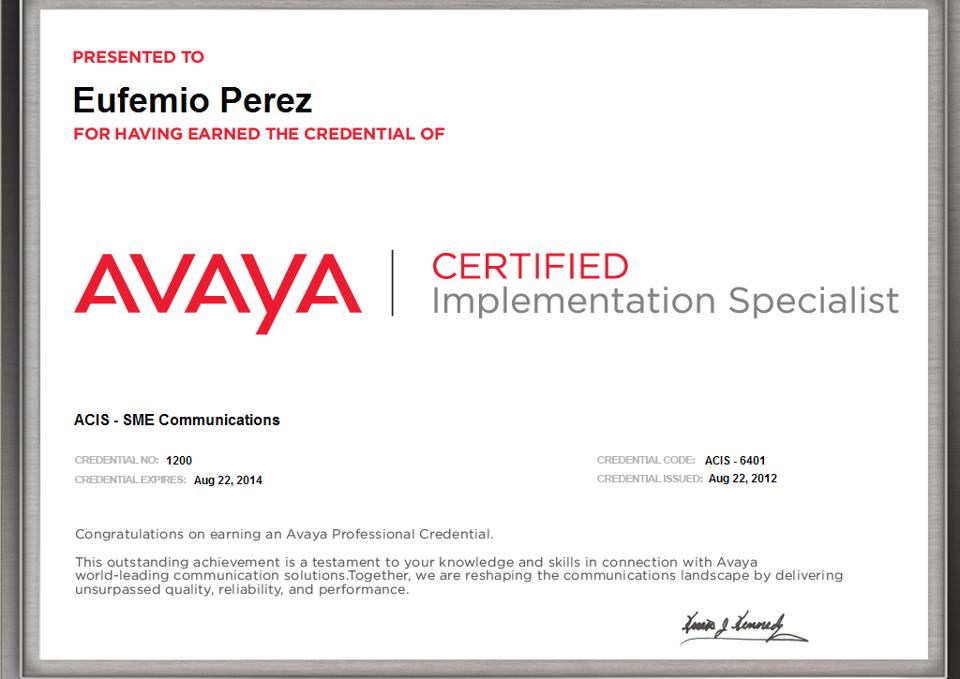 PRESENTED TO
Eufemio Perez
FOR HAVING EARNED THE CREDENTIAL OF
AVAYA
CERTIFIED
Implementation Specialist
ACIS - SME Communications
CREDENTIAL NO: 1200
CREDENTIAL EXPIRES: Aug 22, 2014
CREDENTIAL CODE: ACIS - 6401
CREDENTIAL ISSUED: Aug 22, 2012
Congratulations on earning an Avaya Professional Credential.
This outstanding achievement is a testament to your knowledge and skills in connection with Avaya
world-leading communication solutions.Together, we are reshaping the communications landscape by delivering
unsurpassed quality, reliability, and performance.